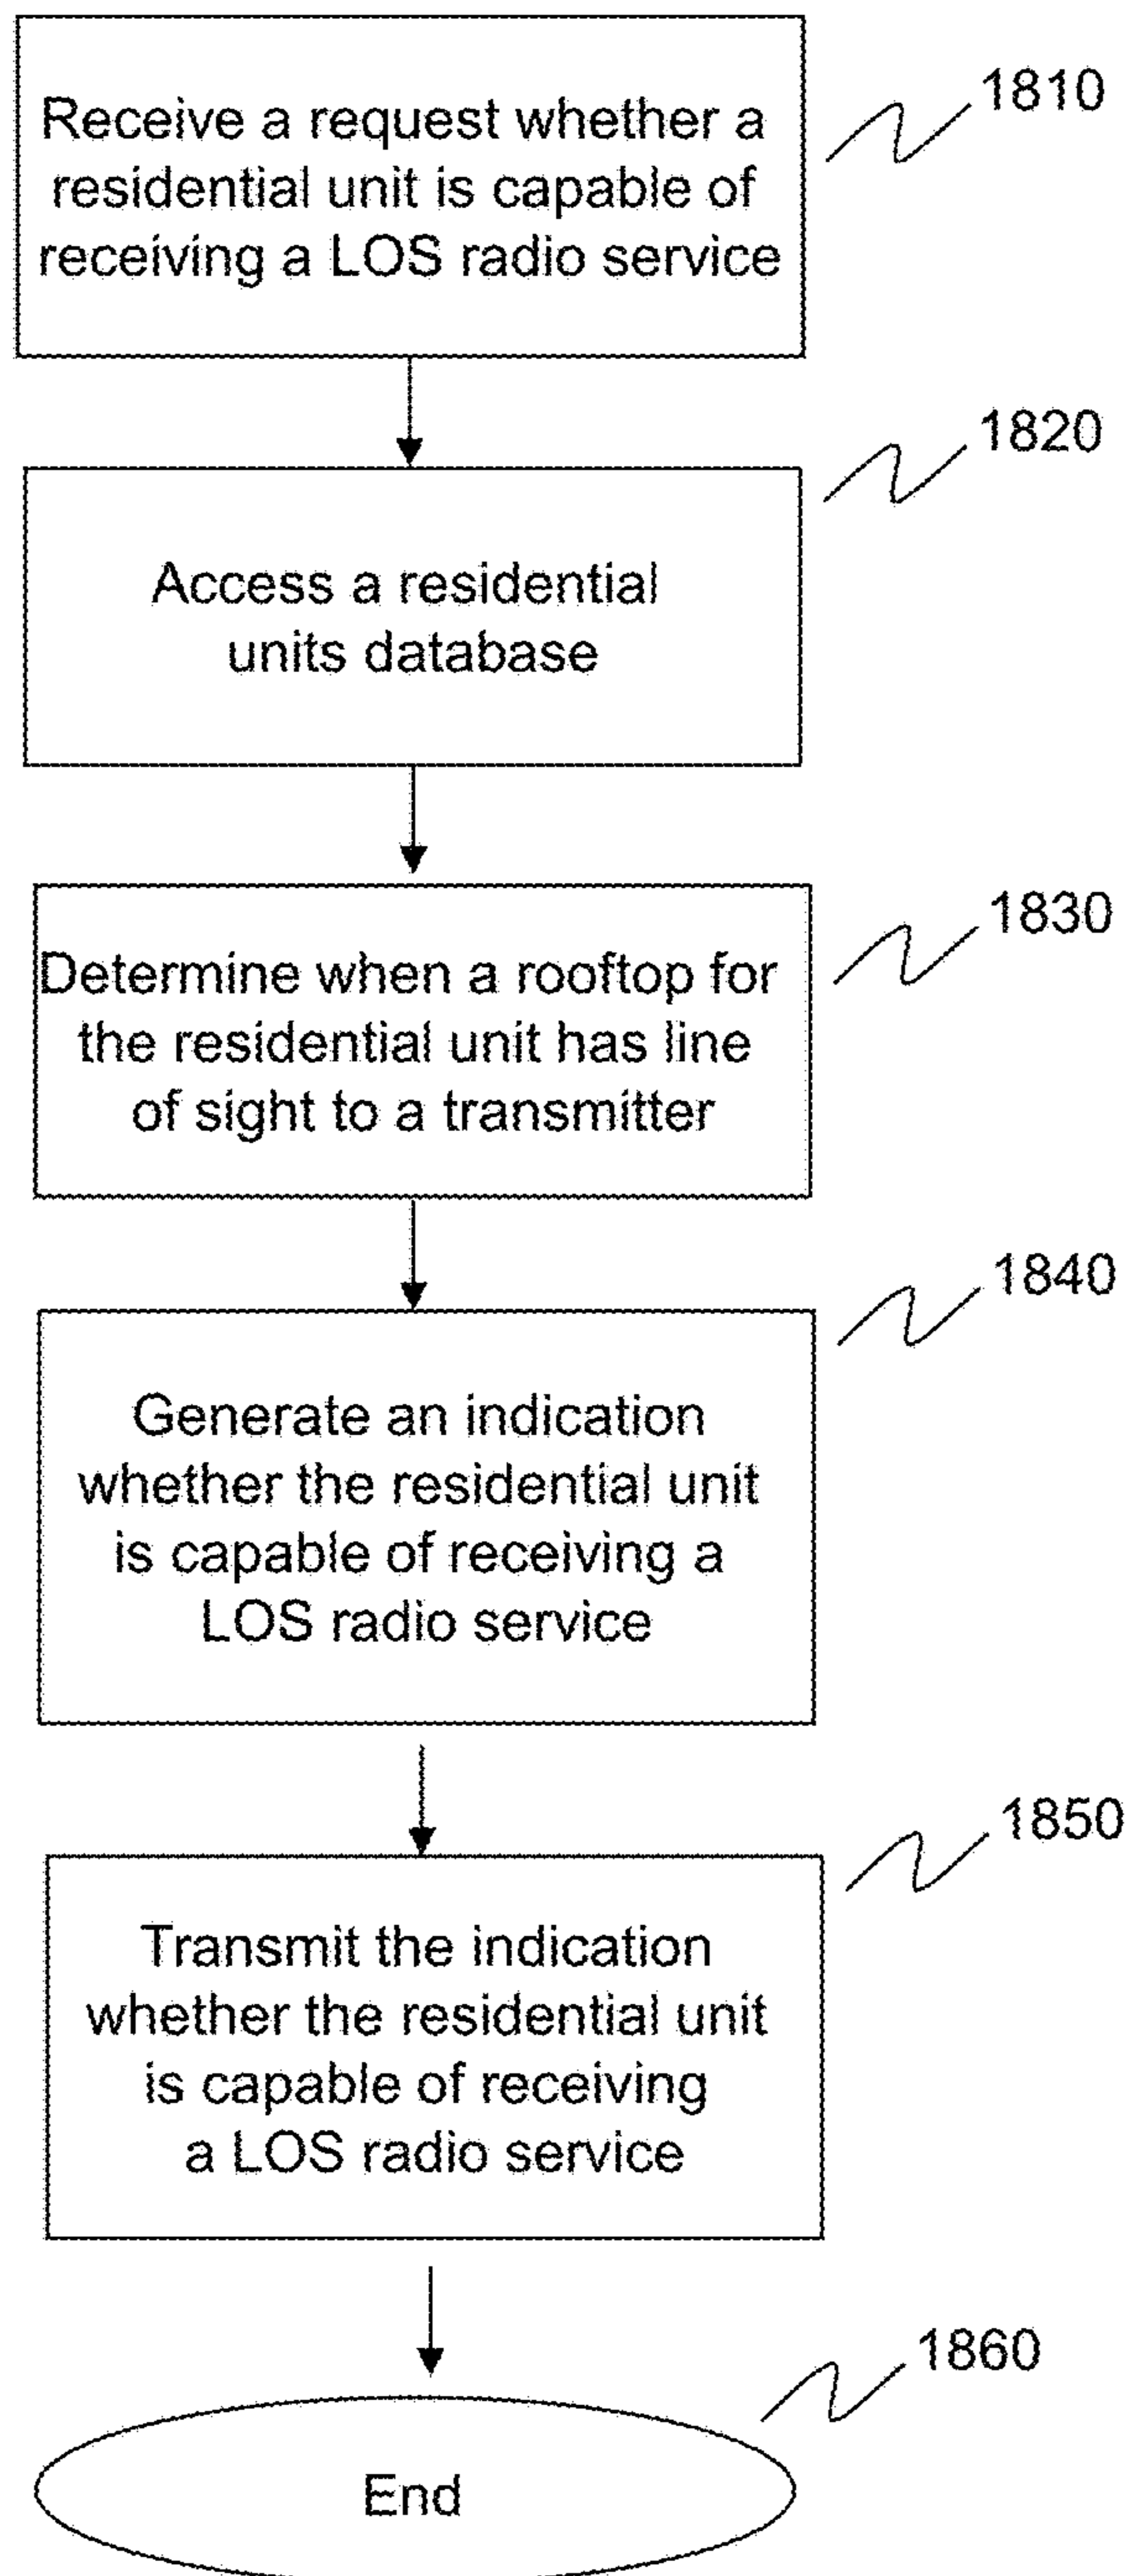 Receive a request whether a
residential unit is capable of
receiving a LOS radio service
1810
Access a residential
units database
1820
Determine when a rooftop for
the residential unit has line
of sight to a transmitter
1830
Generate an indication
whether the residential unit
is capable of receiving a
LOS radio service
1840
Transmit the indication
whether the residential unit
is capable of receiving
a LOS radio service
1850
End
1860